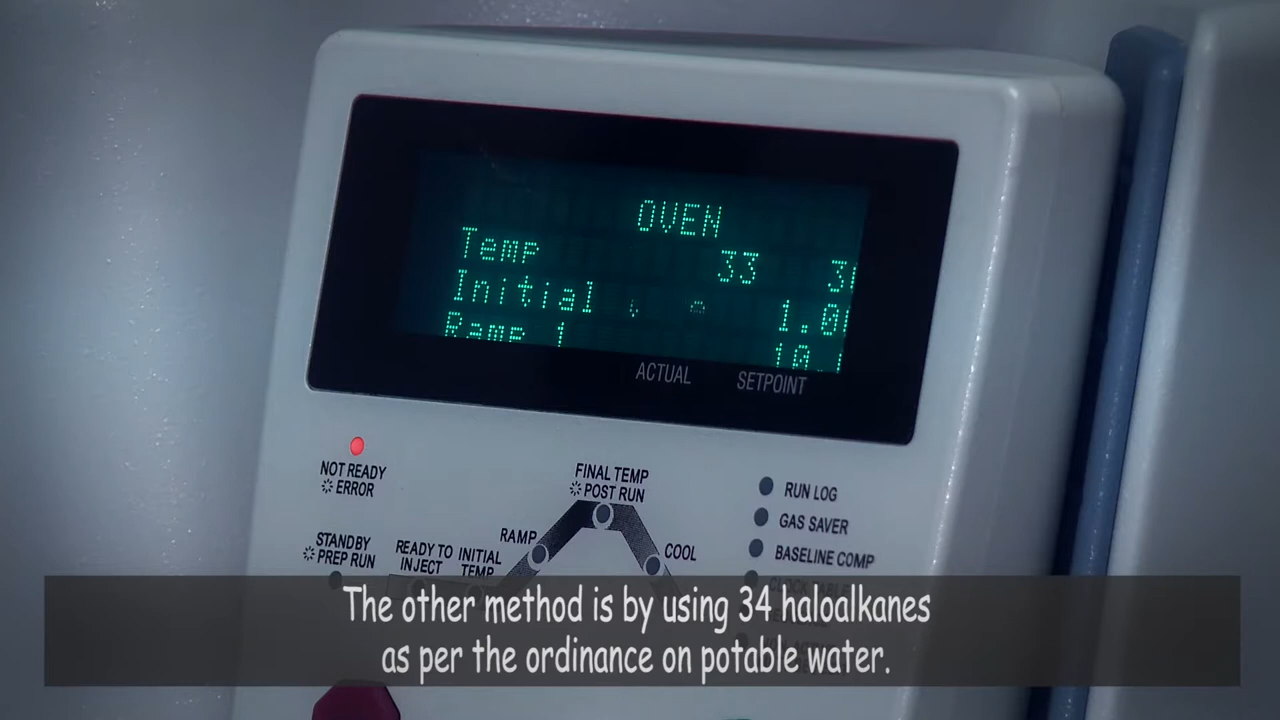 OVEN
Temp 33
Initial
Ramp 1
ACTUAL SETPOINT
NOT READY
ERROR
FINAL TEMP
POST RUN
RUN LOG
GAS SAVER
BASELINE COMP
STANDBY
PREP RUN
READY TO
INJECT
INITIAL
TEMP
RAMP
COOL
The other method is by using 34 haloalkanes
as per the ordinance on potable water.